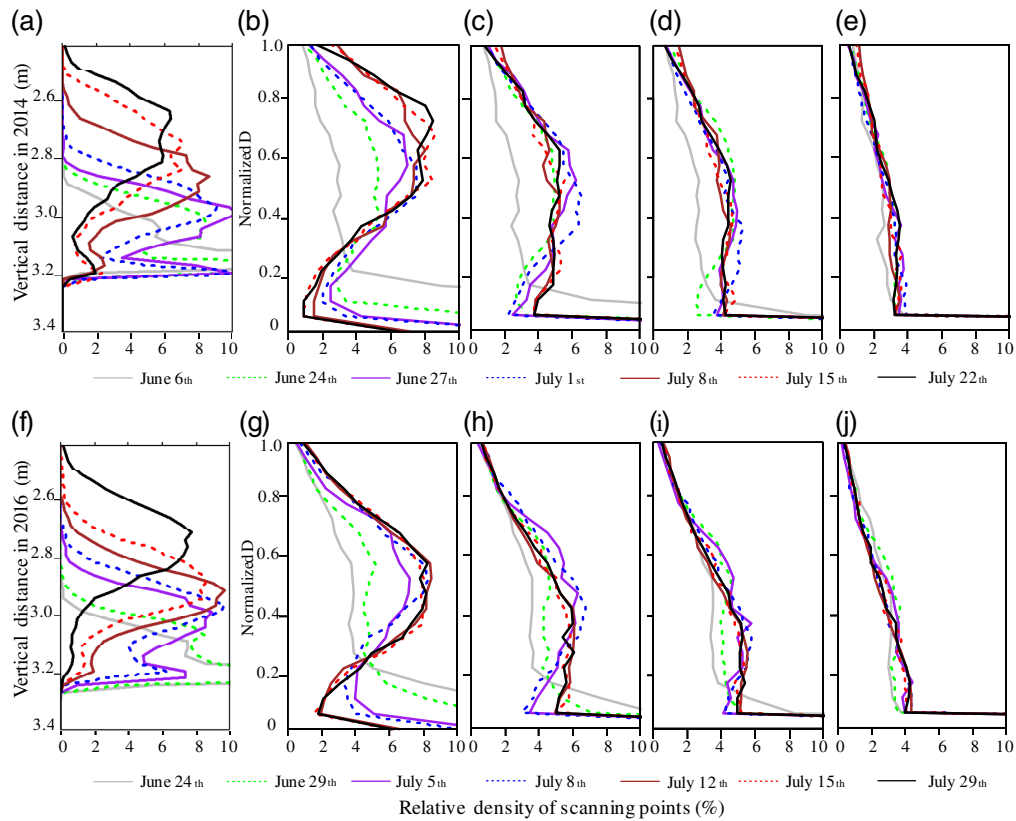 (a) (b) (c) (d) (e)
Vertical distance in 2014 (m)
2.6
2.8
3.0
3.2
3.4
Normalized D
1.0
0.8
0.6
0.4
0.2
0
0 2 4 6 8 10 0 2 4 6 8 10 0 2 4 6 8 10 0 2 4 6 8 10 0 2 4 6 8 10
June 6th June 24th June 27th July 1st July 8th July 15th July 22th
(f) (g) (h) (i) (j)
Vertical distance in 2016 (m)
2.6
2.8
3.0
3.2
3.4
Normalized D
1.0
0.8
0.6
0.4
0.2
0
0 2 4 6 8 10 0 2 4 6 8 10 0 2 4 6 8 10 0 2 4 6 8 10 0 2 4 6 8 10
June 24th June 29th July 5th July 8th July 12th July 15th July 29th
Relative density of scanning points (%)